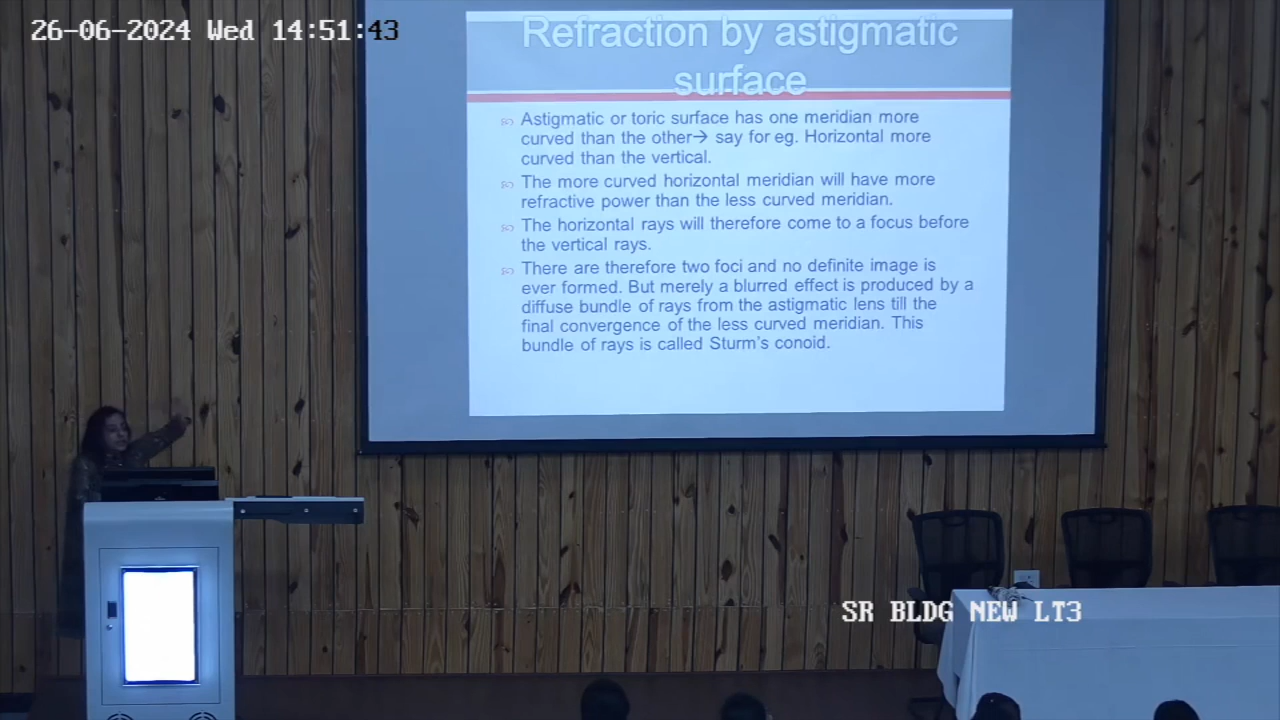 26-06-2024 Wed 14:51:43
Refraction by astigmatic
surface
Astigmatic or toric surface has one meridian more
curved than the other→ say for eg. Horizontal more
curved than the vertical.
The more curved horizontal meridian will have more
refractive power than the less curved meridian.
The horizontal rays will therefore come to a focus before
the vertical rays.
There are therefore two foci and no definite image is
ever formed. But merely a blurred effect is produced by a
diffuse bundle of rays from the astigmatic lens till the
final convergence of the less curved meridian. This
bundle of rays is called Sturm's conoid.
SR BLDG NEW LT3